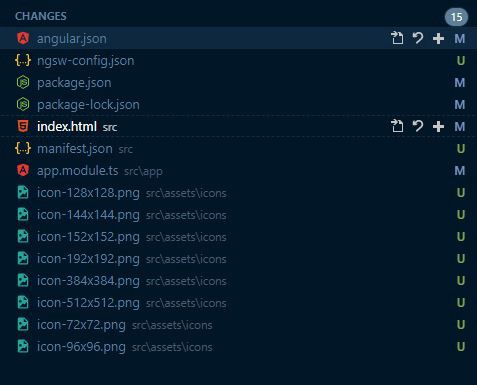 CHANGES 15
angular.json M
ngsw-config.json U
package.json M
package-lock.json M
index.html src M
manifest.json src U
app.module.ts src\app M
icon-128x128.png src\assets\icons U
icon-144x144.png src\assets\icons U
icon-152x152.png src\assets\icons U
icon-192x192.png src\assets\icons U
icon-384x384.png src\assets\icons U
icon-512x512.png src\assets\icons U
icon-72x72.png src\assets\icons U
icon-96x96.png src\assets\icons U